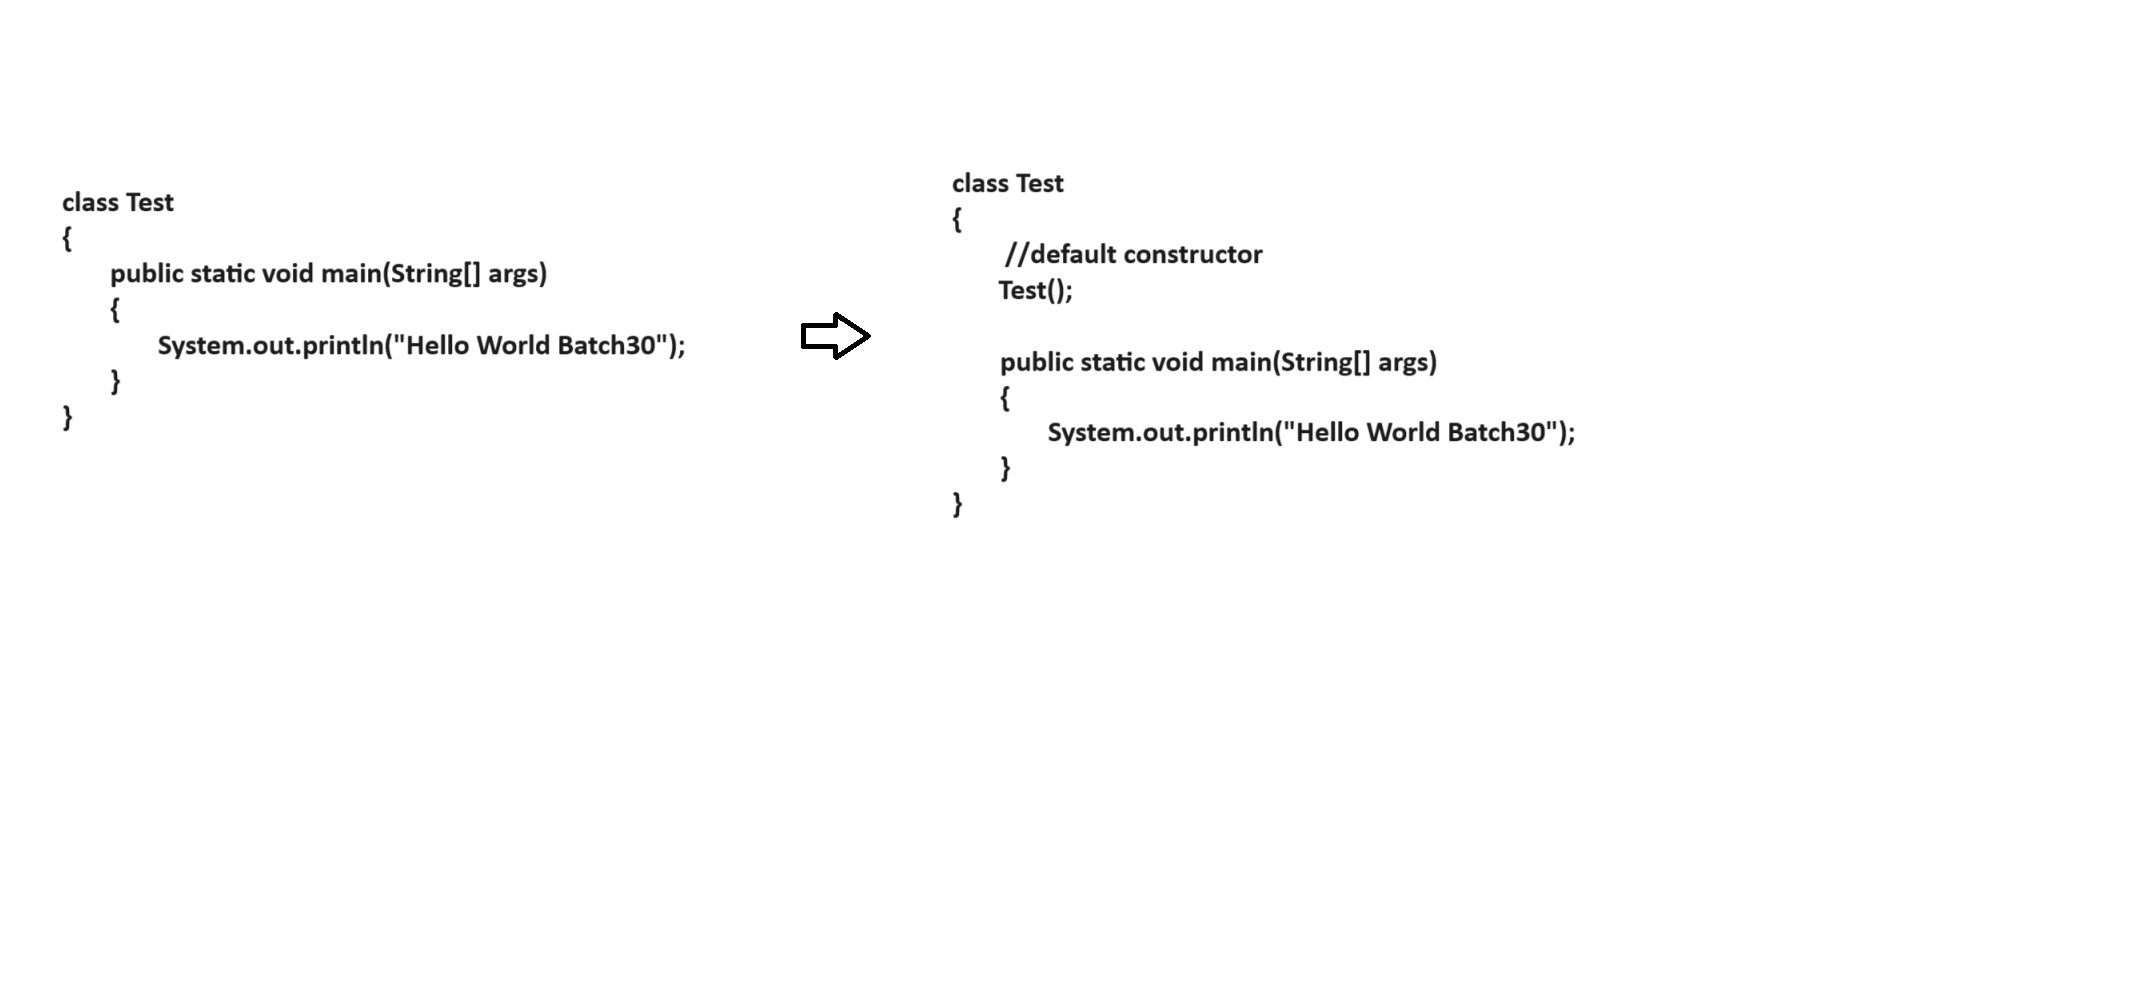 class Test
{
public static void main(String[] args)
{
System.out.println("Hello World Batch30");
}
}
class Test
{
//default constructor
Test();
public static void main(String[] args)
{
System.out.println("Hello World Batch30");
}
}